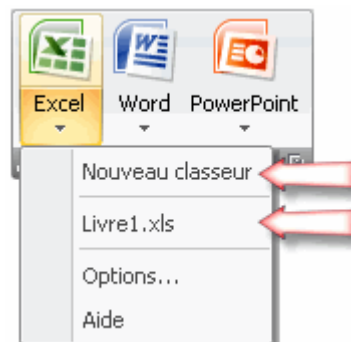 Excel Word PowerPoint
Nouveau classeur
Livre1.xls
Options...
Aide